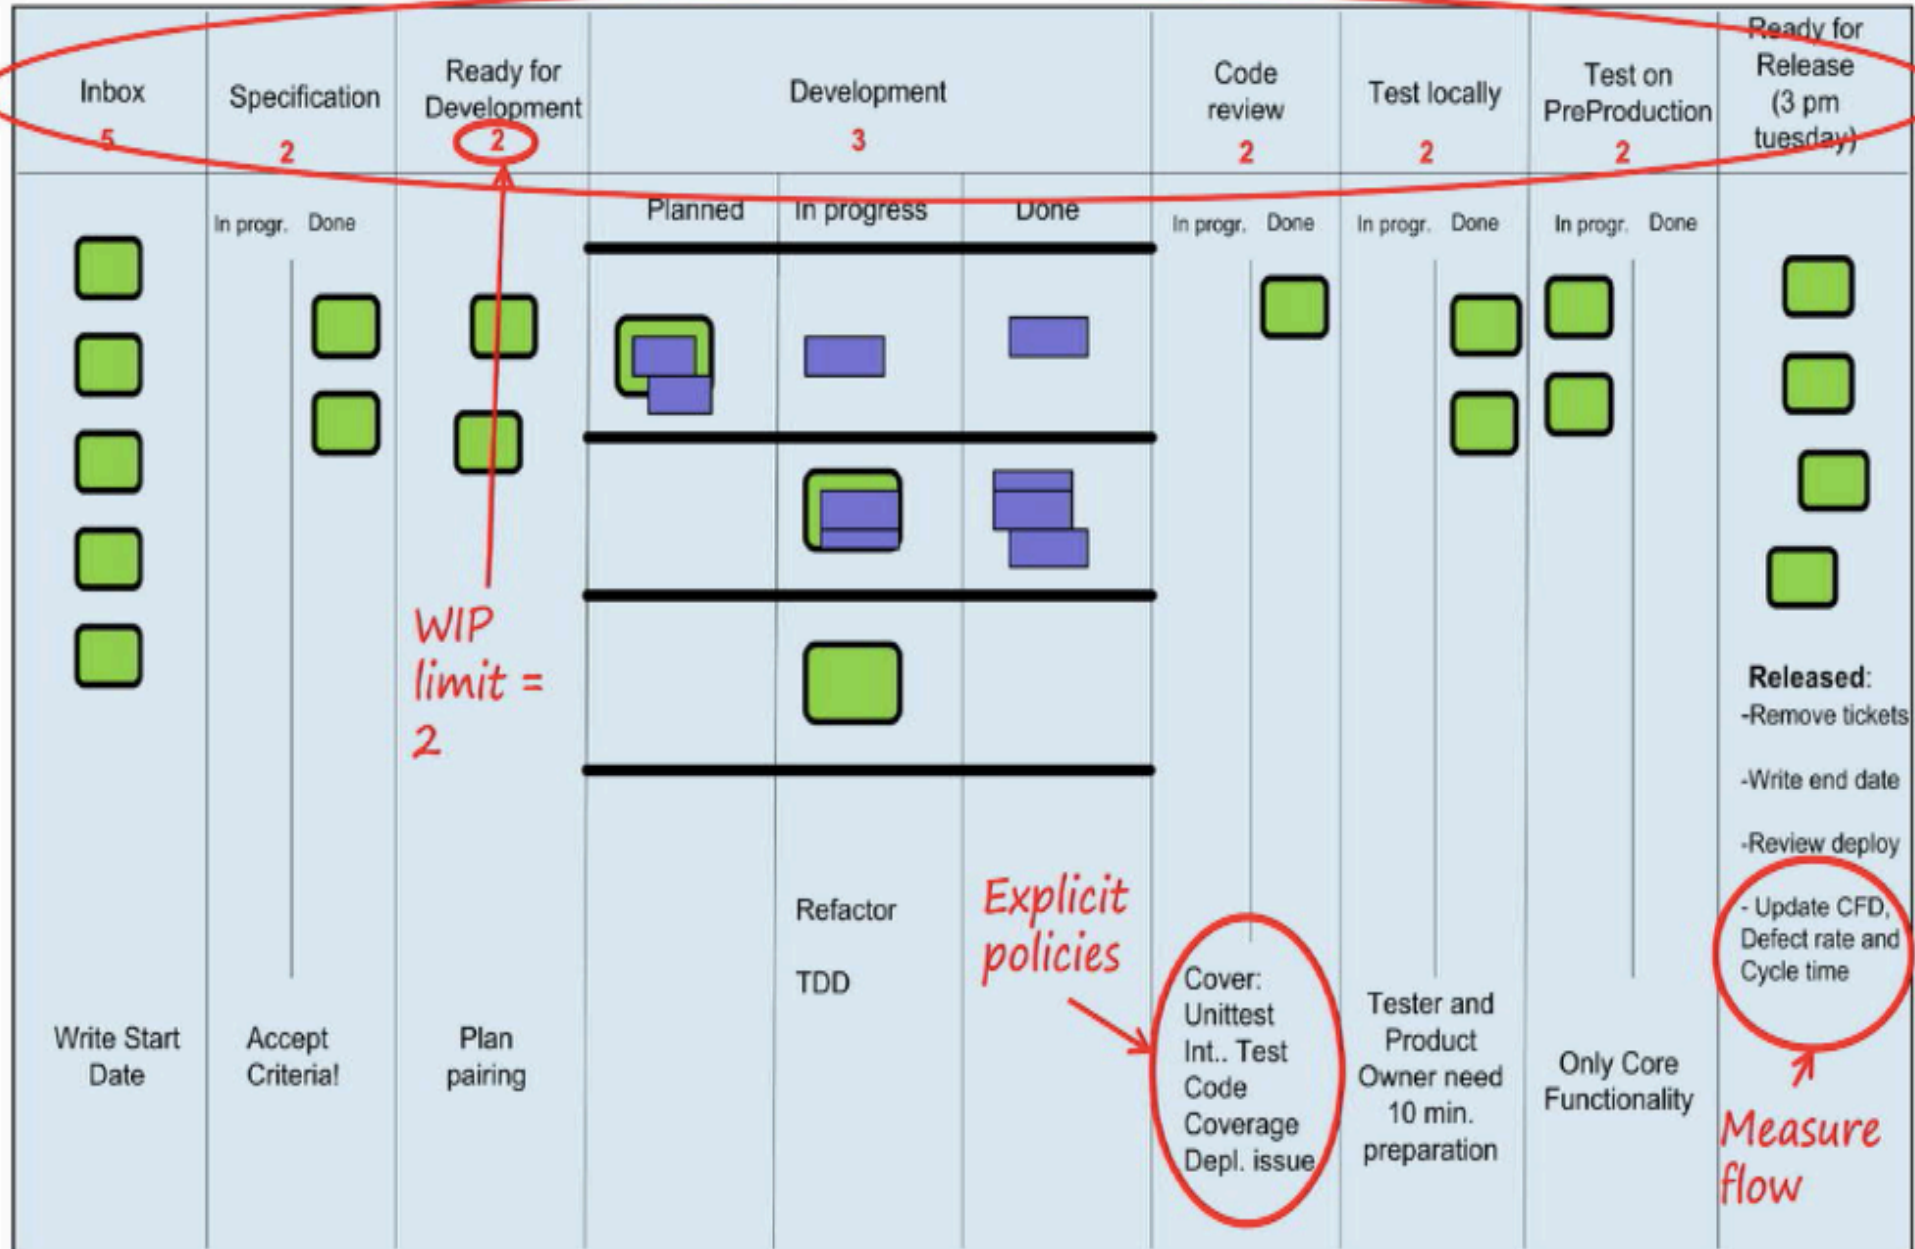 Inbox
5
Specification
2
Ready for
Development
2
Development
3
Code
review
2
Test locally
2
Test on
PreProduction
2
Ready for
Release
(3 pm
tuesday)
In progr. Done
Planned
In progress
Done
In progr. Done
In progr. Done
In progr. Done
WIP
limit =
2
Released:
-Remove tickets
-Write end date
-Review deploy
- Update CFD,
Defect rate and
Cycle time
Refactor
TDD
Explicit
policies
Write Start
Date
Accept
Criteria!
Plan
pairing
Cover:
Unittest
Int.. Test
Code
Coverage
Depl. issue
Tester and
Product
Owner need
10 min.
preparation
Only Core
Functionality
Measure
flow